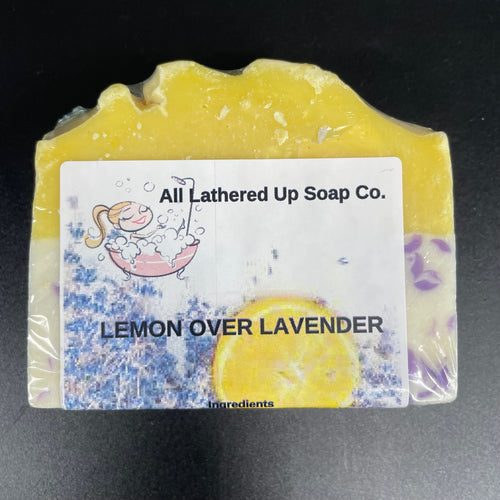 All Lathered Up Soap Co.
LEMON OVER LAVENDER
Ingredients